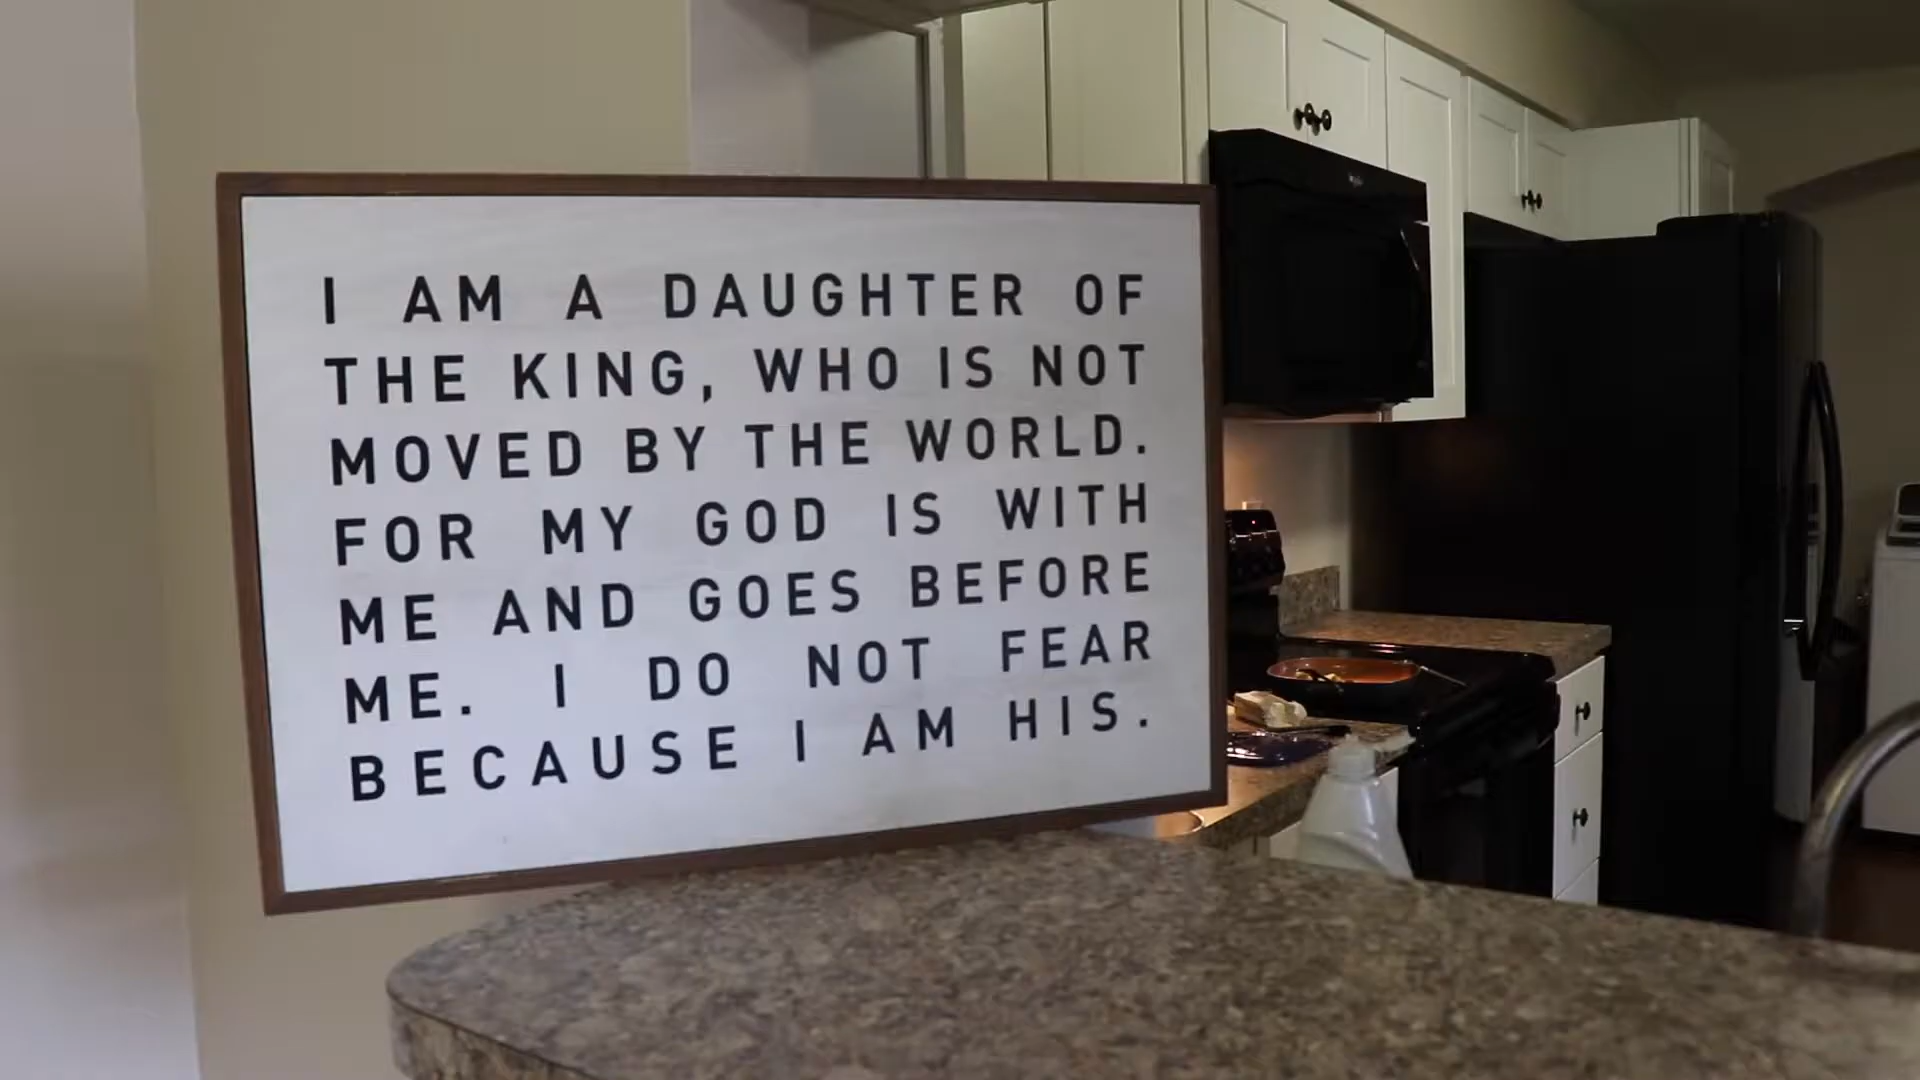 I AM A DAUGHTER OF
THE KING, WHO IS NOT
MOVED BY THE WORLD.
FOR MY GOD IS WITH
ME AND GOES BEFORE
ME. I DO NOT FEAR
BECAUSE I AM HIS.